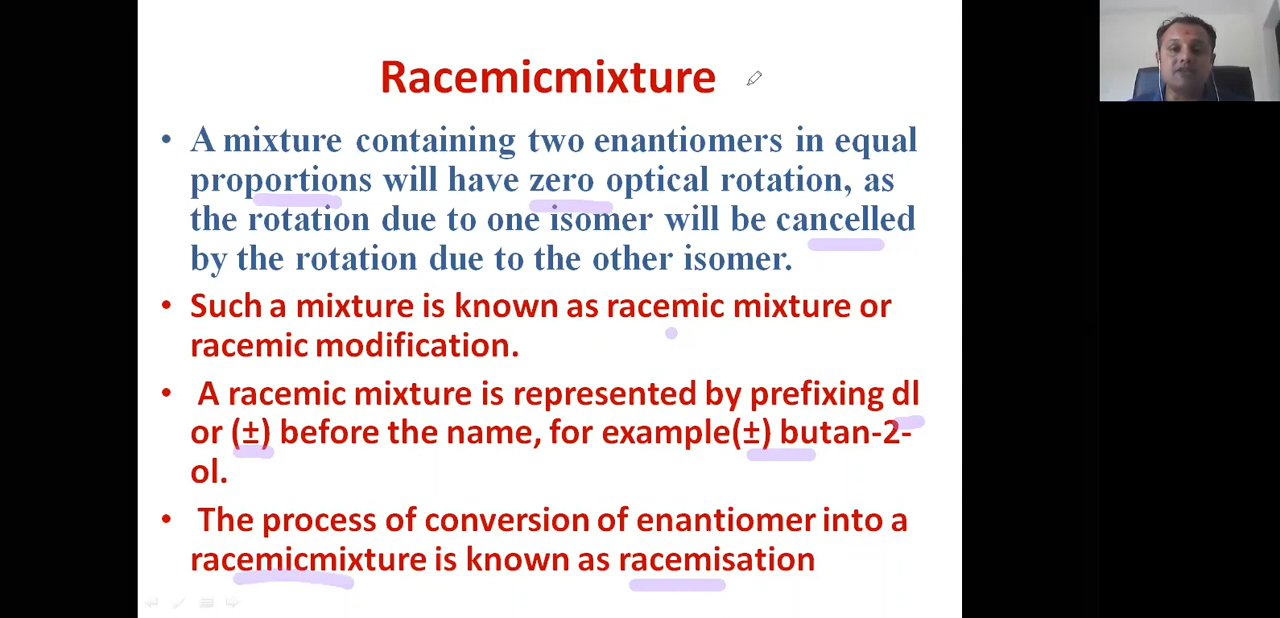 Racemicmixture
• A mixture containing two enantiomers in equal
proportions will have zero optical rotation, as
the rotation due to one isomer will be cancelled
by the rotation due to the other isomer.
• Such a mixture is known as racemic mixture or
racemic modification.
• A racemic mixture is represented by prefixing dl
or (±) before the name, for example(±) butan-2-
ol.
• The process of conversion of enantiomer into a
racemicmixture is known as racemisation